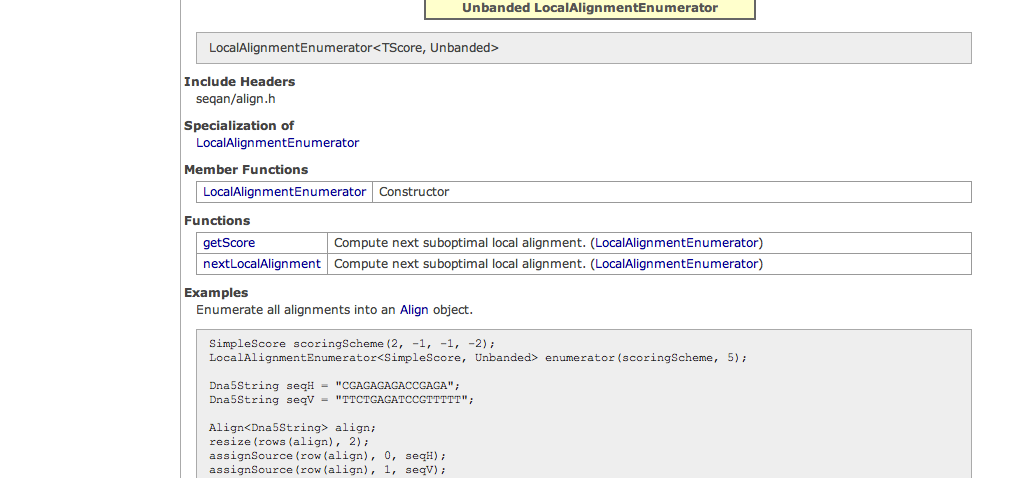 Unbanded LocalAlignmentEnumerator
LocalAlignmentEnumerator<TScore, Unbanded>
Include Headers
seqan/align.h
Specialization of
LocalAlignmentEnumerator
Member Functions
LocalAlignmentEnumerator Constructor
Functions
getScore Compute next suboptimal local alignment. (LocalAlignmentEnumerator)
nextLocalAlignment Compute next suboptimal local alignment. (LocalAlignmentEnumerator)
Examples
Enumerate all alignments into an Align object.
SimpleScore scoringScheme(2, -1, -1, -2);
LocalAlignmentEnumerator<SimpleScore, Unbanded> enumerator(scoringScheme, 5);
Dna5String seqH = "CGAGAGAGACCGAGA";
Dna5String seqV = "TTCTGAGATCCGTTTTT";
Align<Dna5String> align;
resize(rows(align), 2);
assignSource(row(align), 0, seqH);
assignSource(row(align), 1, seqV);